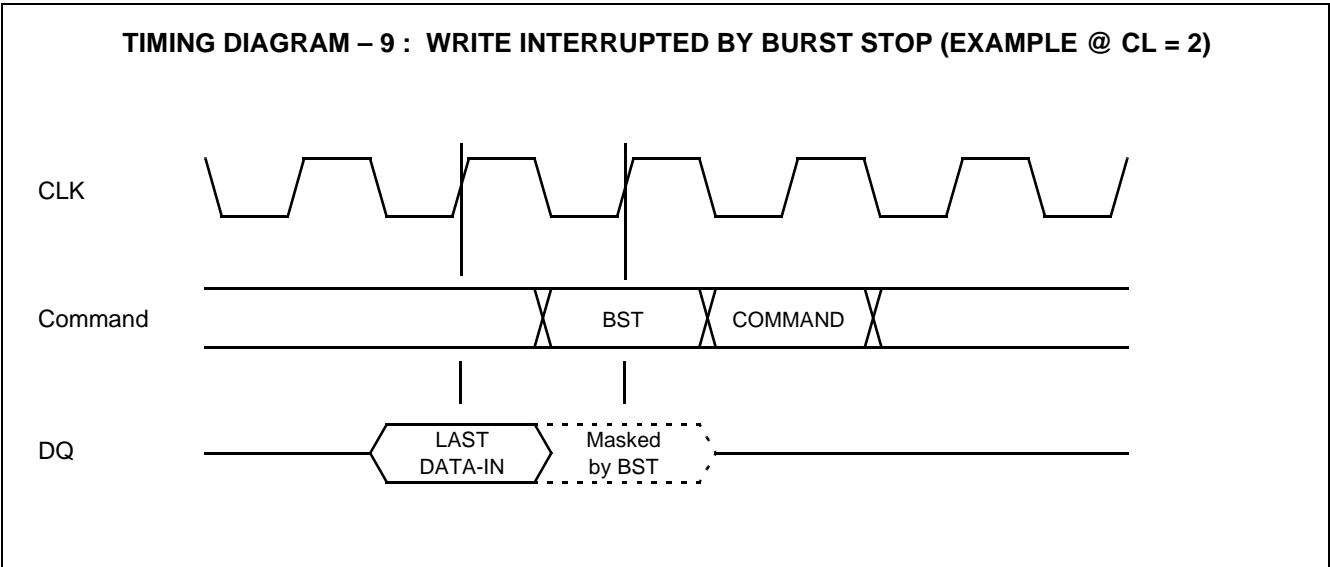 TIMING DIAGRAM – 9 : WRITE INTERRUPTED BY BURST STOP (EXAMPLE @ CL = 2)
CLK
Command
BST
COMMAND
DQ
LAST
DATA-IN
Masked
by BST